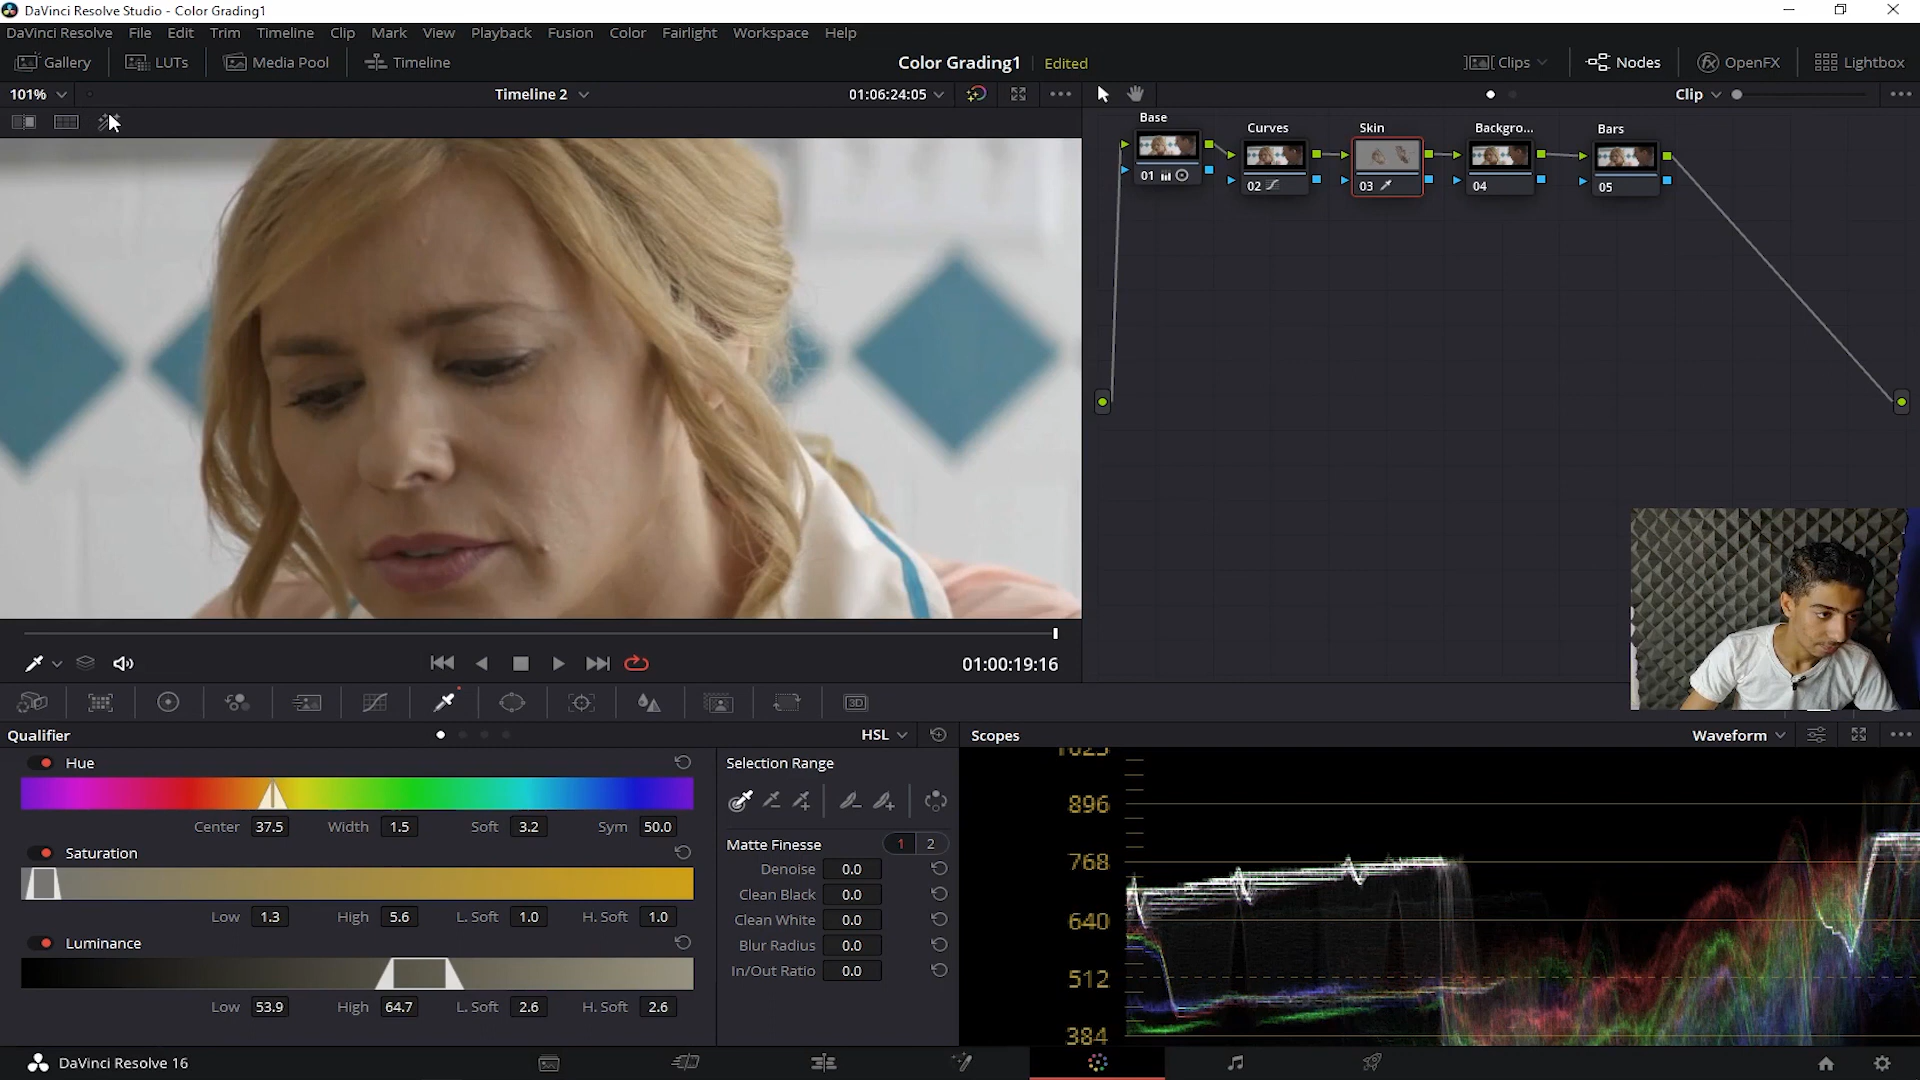 DaVinci Resolve Studio - Color Grading1
DaVinci Resolve File Edit Trim Timeline Clip Mark View Playback Fusion Color Fairlight Workspace Help
Gallery LUTs Media Pool Timeline Color Grading1 Edited Clips Nodes OpenFX Lightbox
101% Timeline 2 01:06:24:05 Clip
Base Curves Skin Backgro... Bars
01 02 03 04 05
01:00:19:16
3D
Qualifier HSL Scopes Waveform
Hue
Center 37.5 Width 1.5 Soft 3.2 Sym 50.0
Saturation
Low 1.3 High 5.6 L. Soft 1.0 H. Soft 1.0
Luminance
Low 53.9 High 64.7 L. Soft 2.6 H. Soft 2.6
Selection Range
Matte Finesse 1 2
Denoise 0.0
Clean Black 0.0
Clean White 0.0
Blur Radius 0.0
In/Out Ratio 0.0
1023
896
768
640
512
384
DaVinci Resolve 16